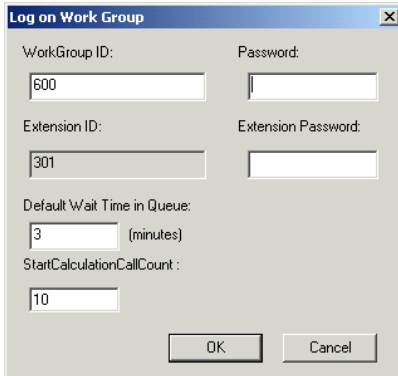 Log on Work Group
WorkGroup ID: Password:
600
Extension ID: Extension Password:
301
Default Wait Time in Queue:
3 (minutes)
StartCalculationCallCount :
10
OK Cancel